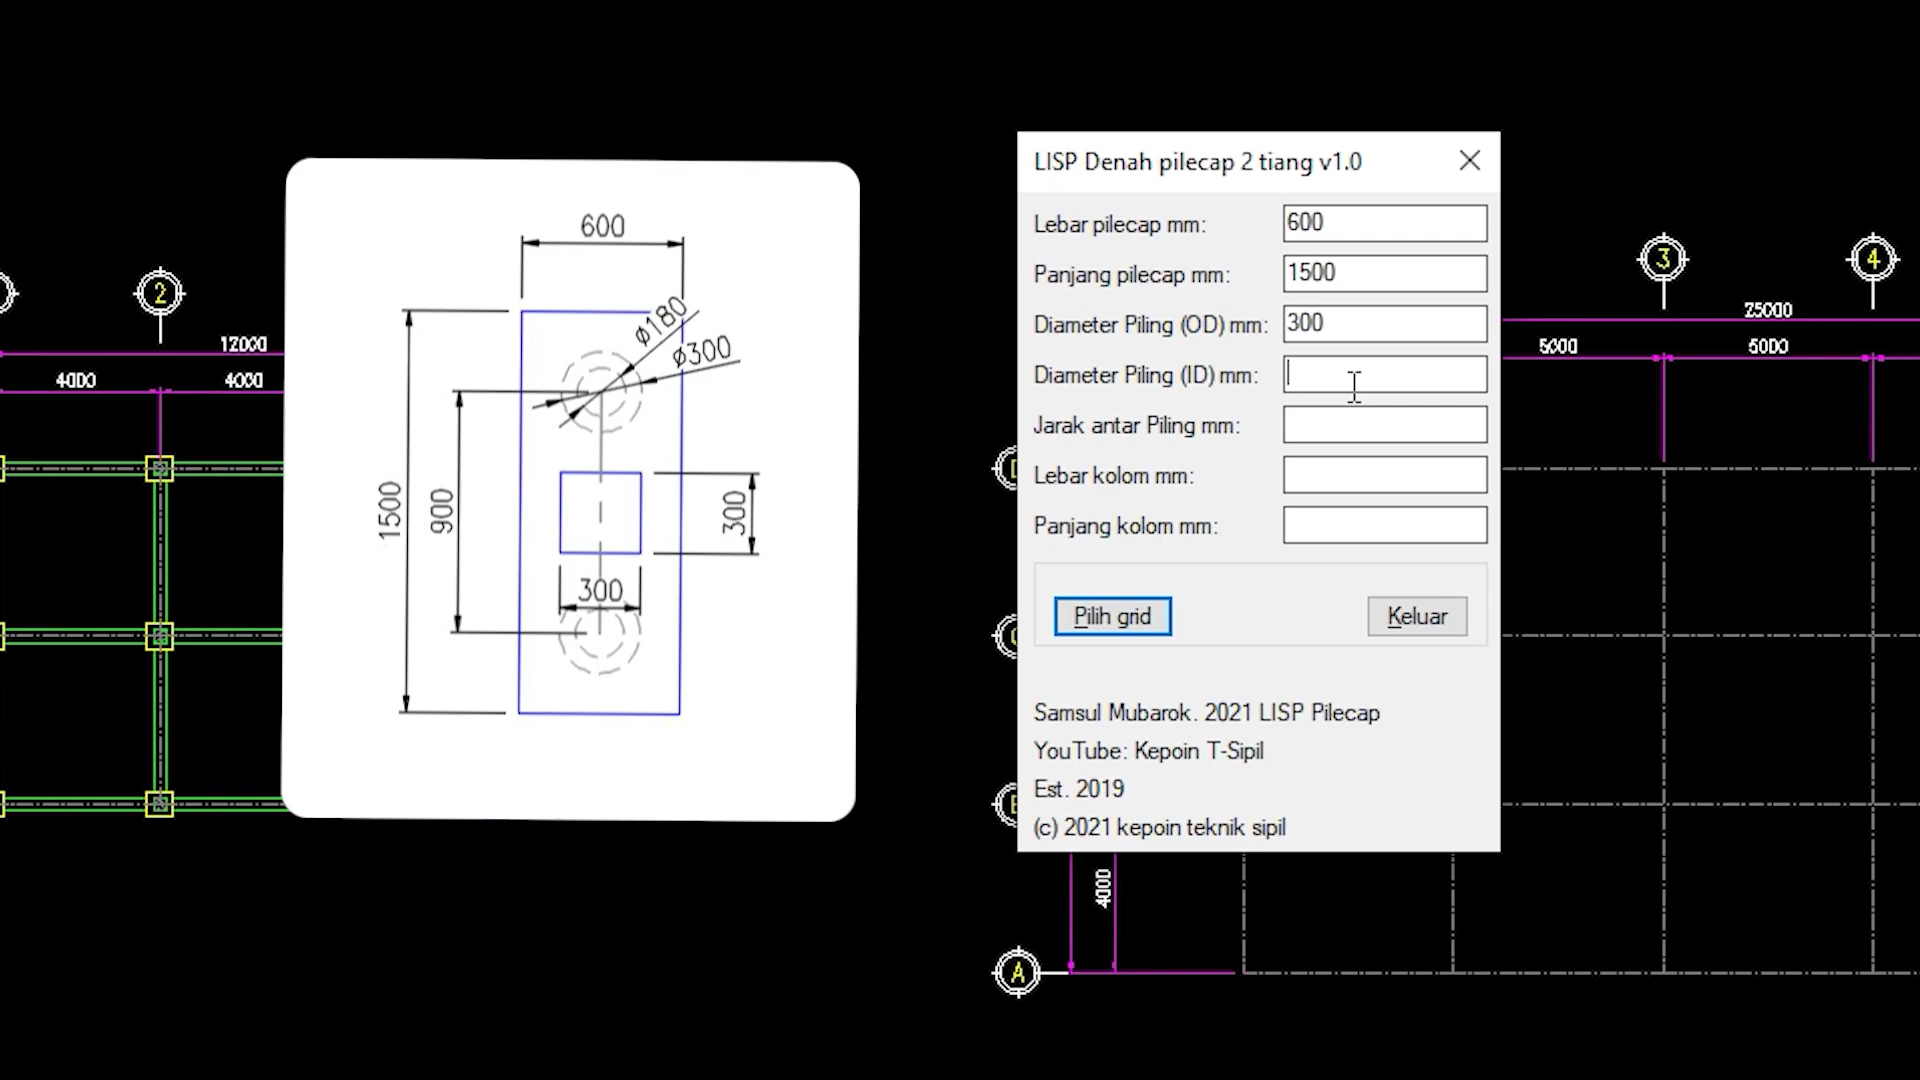 2
12000
4000
4000
600
ø180
ø300
1500
900
300
300
LISP Denah pilecap 2 tiang v1.0
Lebar pilecap mm: 600
Panjang pilecap mm: 1500
Diameter Piling (OD) mm: 300
Diameter Piling (ID) mm:
Jarak antar Piling mm:
Lebar kolom mm:
Panjang kolom mm:
Pilih grid
Keluar
Samsul Mubarok. 2021 LISP Pilecap
YouTube: Kepoin T-Sipil
Est. 2019
(c) 2021 kepoin teknik sipil
3
4
25000
5000
5000
4000
A